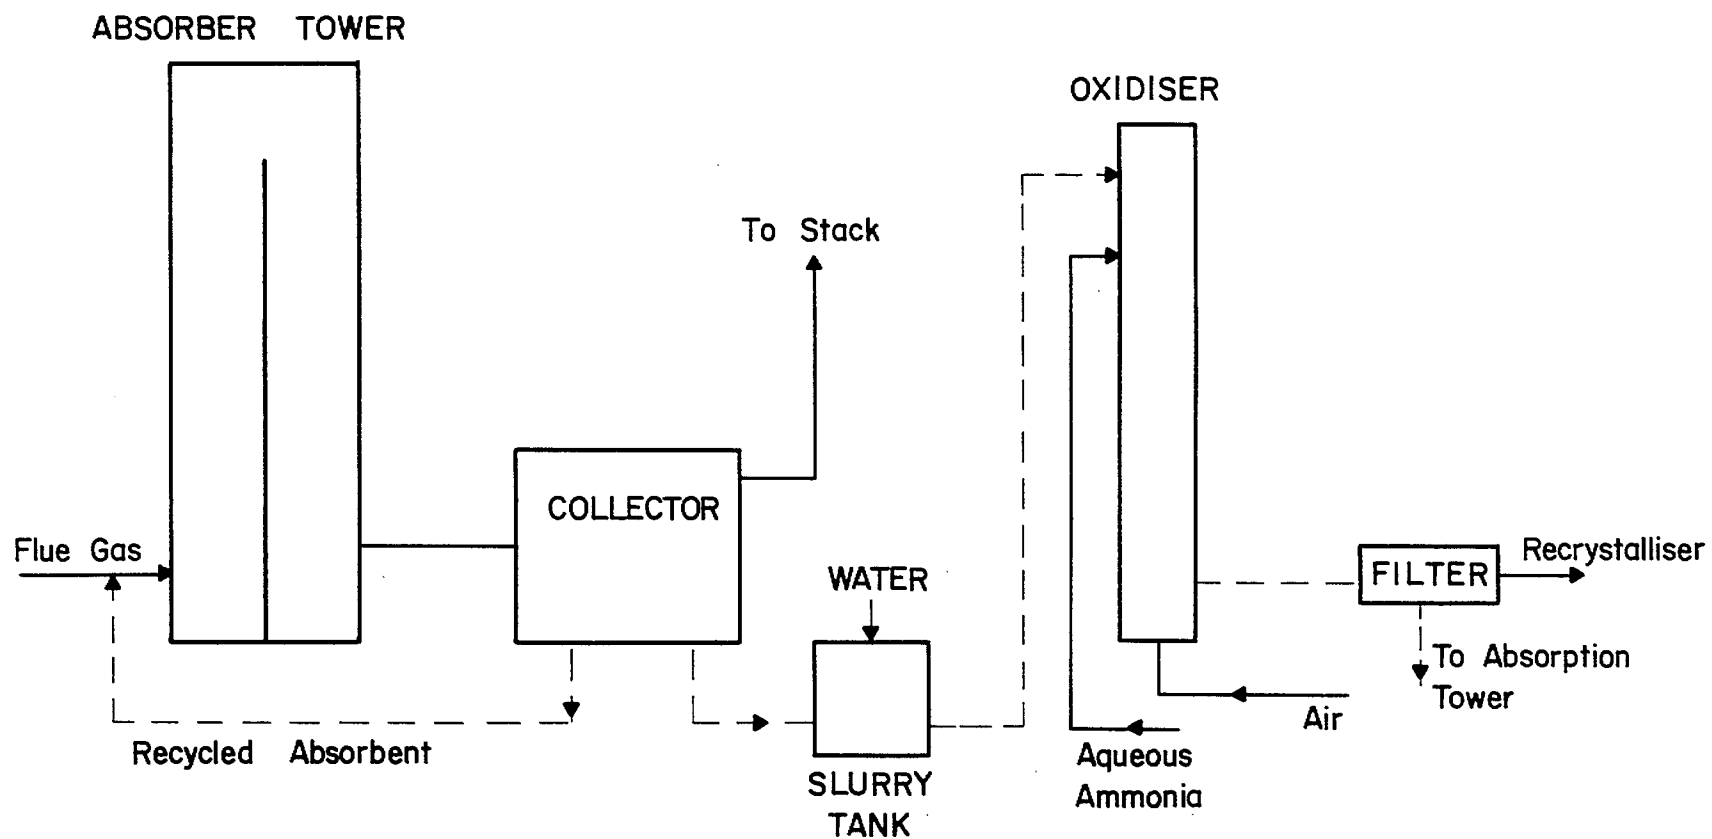 ABSORBER TOWER
OXIDISER
To Stack
COLLECTOR
Flue Gas
WATER
FILTER
Recrystalliser
To Absorption
Tower
Air
Recycled Absorbent
Aqueous
Ammonia
SLURRY
TANK